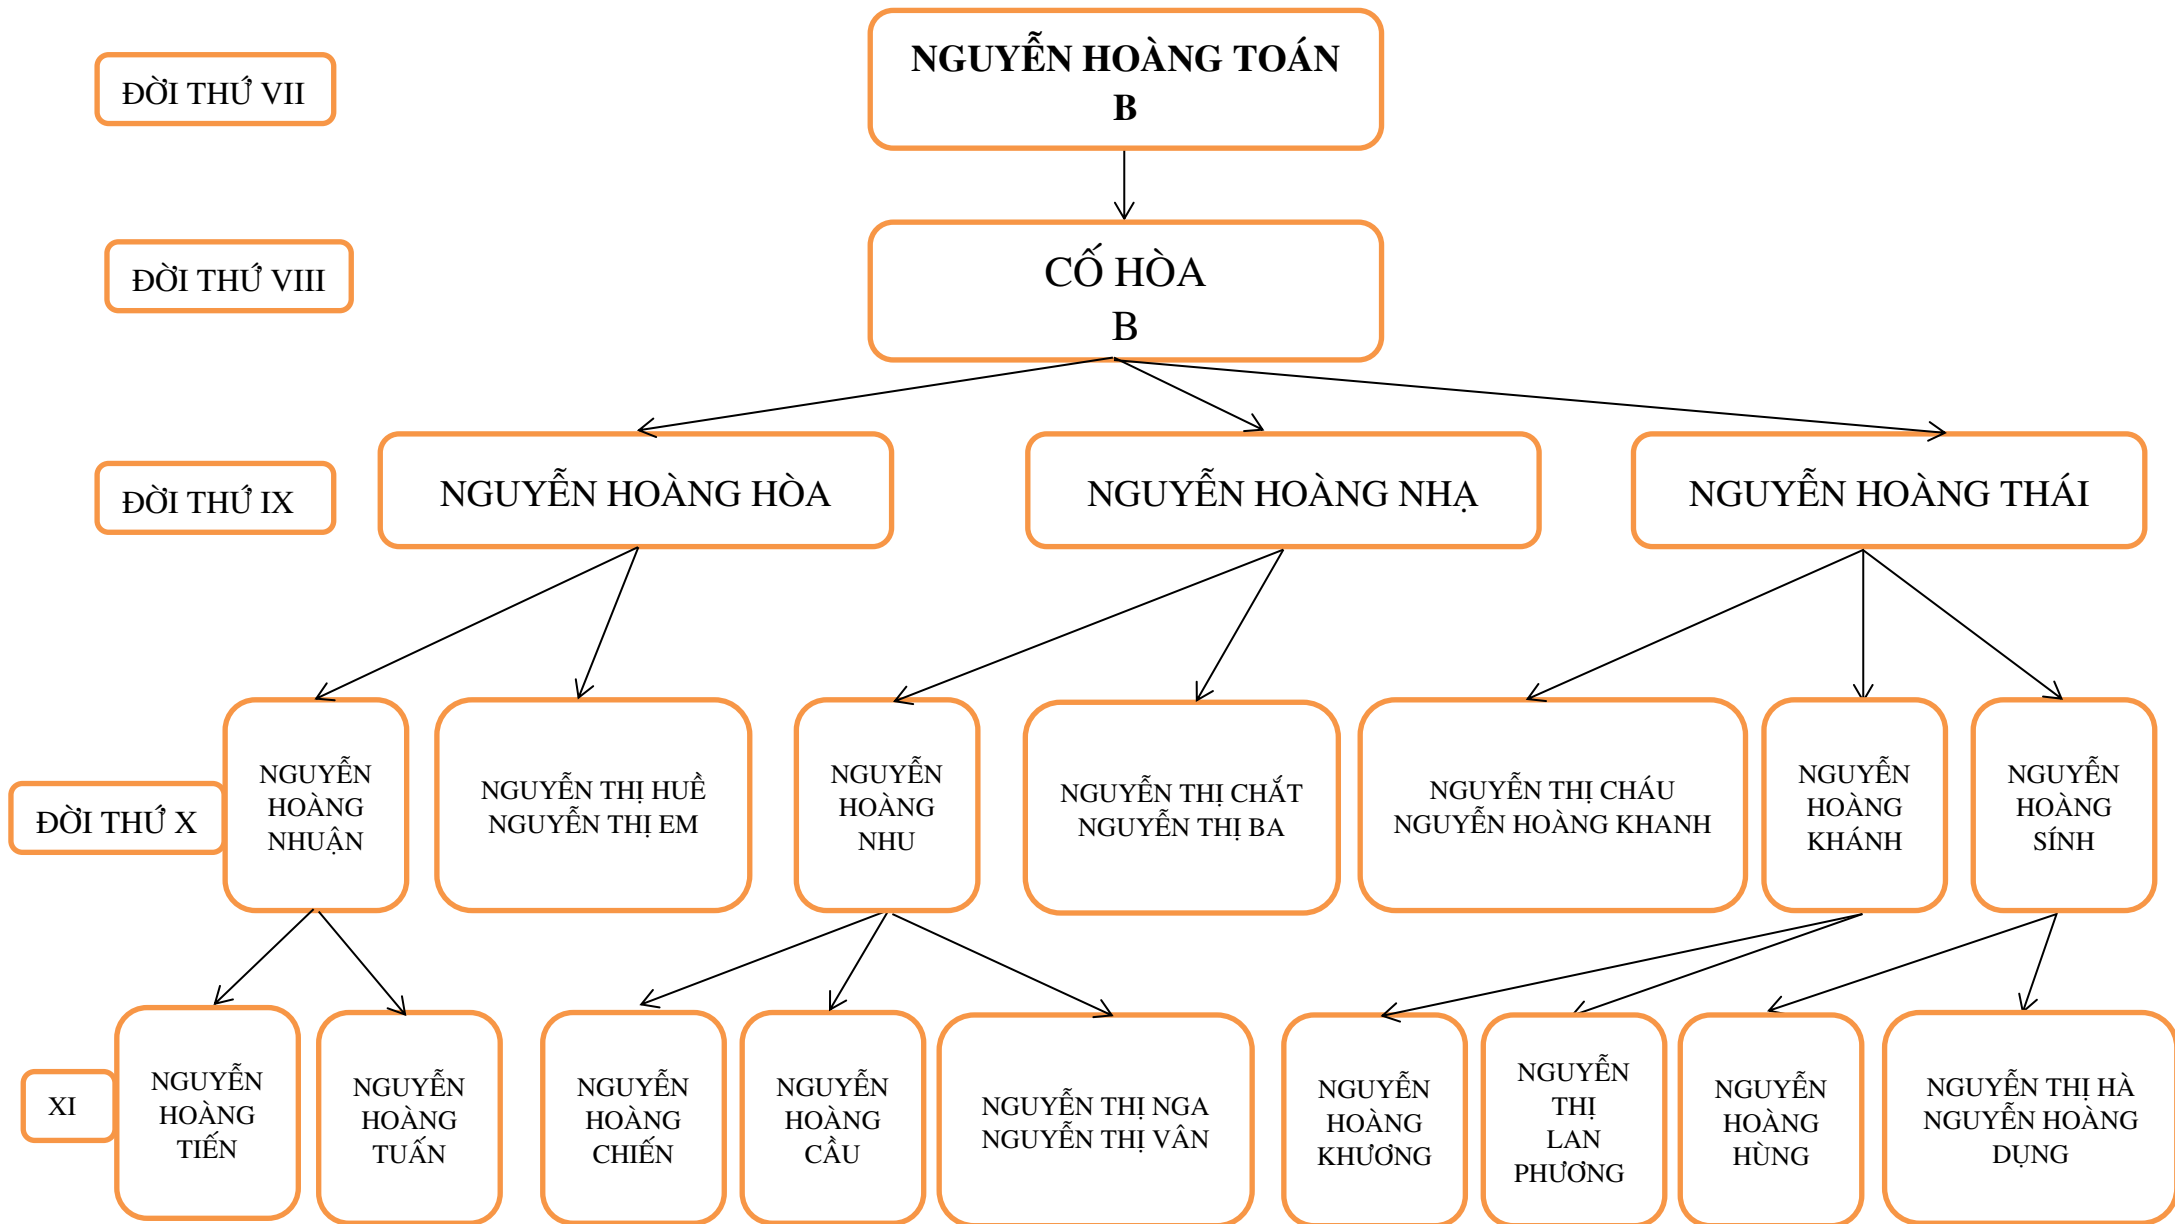 ĐỜI THỨ VII
NGUYỄN HOÀNG TOÁN
B
ĐỜI THỨ VIII
CỐ HÒA
B
ĐỜI THỨ IX
NGUYỄN HOÀNG HÒA
NGUYỄN HOÀNG NHẠ
NGUYỄN HOÀNG THÁI
ĐỜI THỨ X
NGUYỄN
HOÀNG
NHUẬN
NGUYỄN THỊ HUỀ
NGUYỄN THỊ EM
NGUYỄN
HOÀNG
NHU
NGUYỄN THỊ CHẮT
NGUYỄN THỊ BA
NGUYỄN THỊ CHÁU
NGUYỄN HOÀNG KHANH
NGUYỄN
HOÀNG
KHÁNH
NGUYỄN
HOÀNG
SÍNH
XI
NGUYỄN
HOÀNG
TIẾN
NGUYỄN
HOÀNG
TUẤN
NGUYỄN
HOÀNG
CHIẾN
NGUYỄN
HOÀNG
CẦU
NGUYỄN THỊ NGA
NGUYỄN THỊ VÂN
NGUYỄN
HOÀNG
KHƯƠNG
NGUYỄN
THỊ
LAN
PHƯƠNG
NGUYỄN
HOÀNG
HÙNG
NGUYỄN THỊ HÀ
NGUYỄN HOÀNG
DỤNG